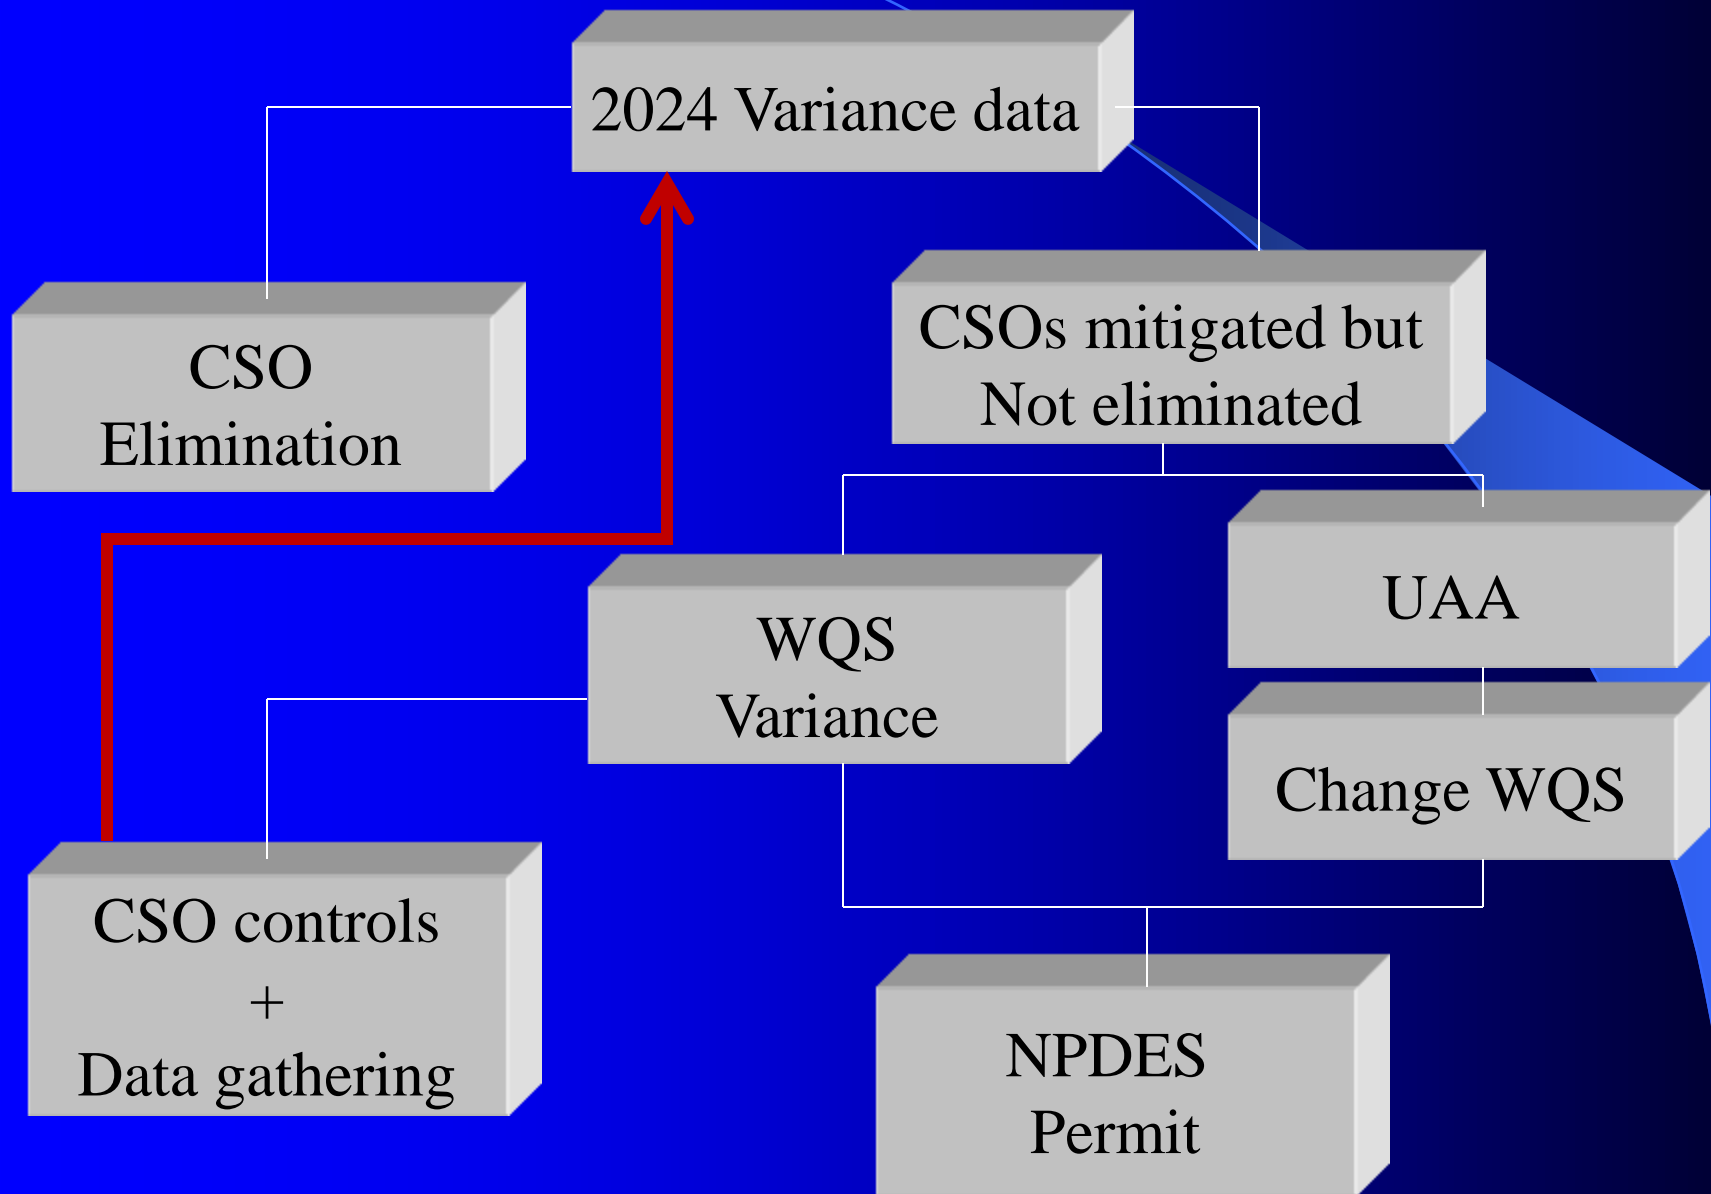 2024 Variance data
CSO
Elimination
CSOs mitigated but
Not eliminated
WQS
Variance
UAA
Change WQS
CSO controls
+
Data gathering
NPDES
Permit